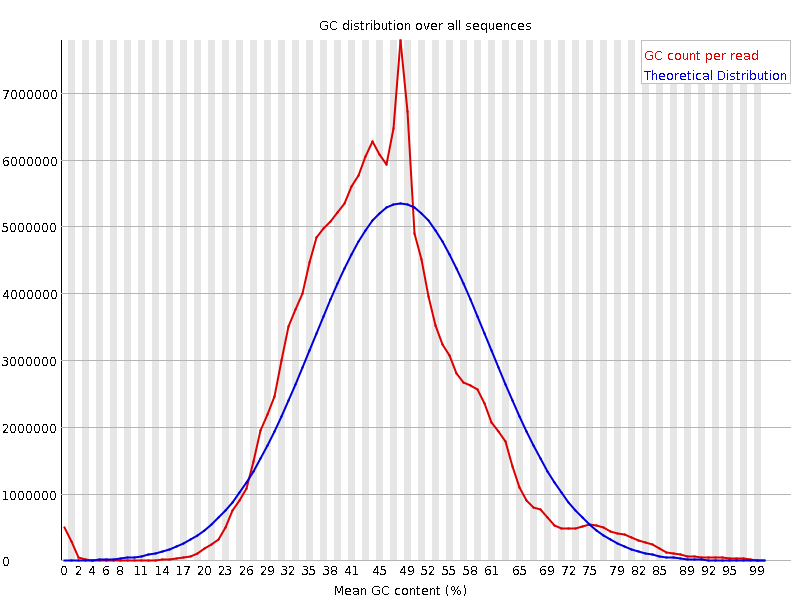 GC distribution over all sequences
GC count per read
Theoretical Distribution
7000000
6000000
5000000
4000000
3000000
2000000
1000000
0
0 2 4 6 8 11 14 17 20 23 26 29 32 35 38 41 45 49 52 55 58 61 65 69 72 75 79 82 85 89 92 95 99
Mean GC content (%)